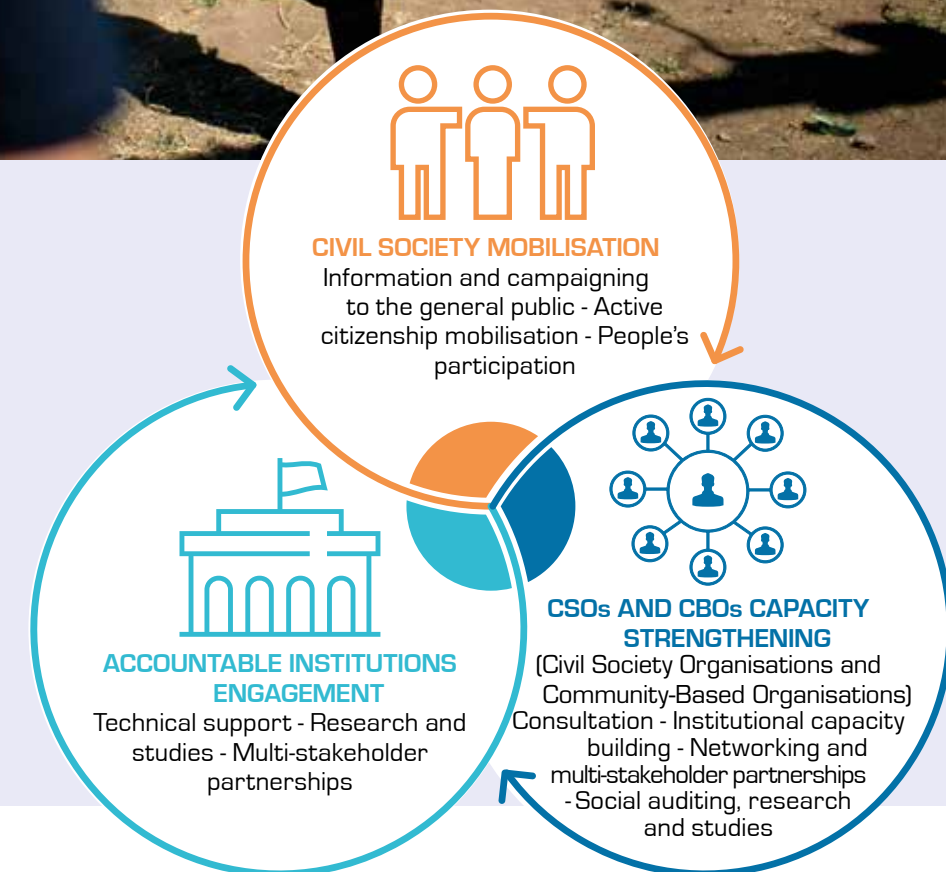 CIVIL SOCIETY MOBILISATION
Information and campaigning
to the general public - Active
citizenship mobilisation - People's
participation
ACCOUNTABLE INSTITUTIONS
ENGAGEMENT
Technical support - Research and
studies - Multi-stakeholder
partnerships
CSOs AND CBOs CAPACITY
STRENGTHENING
(Civil Society Organisations and
Community-Based Organisations)
Consultation - Institutional capacity
building - Networking and
multi-stakeholder partnerships
- Social auditing, research
and studies